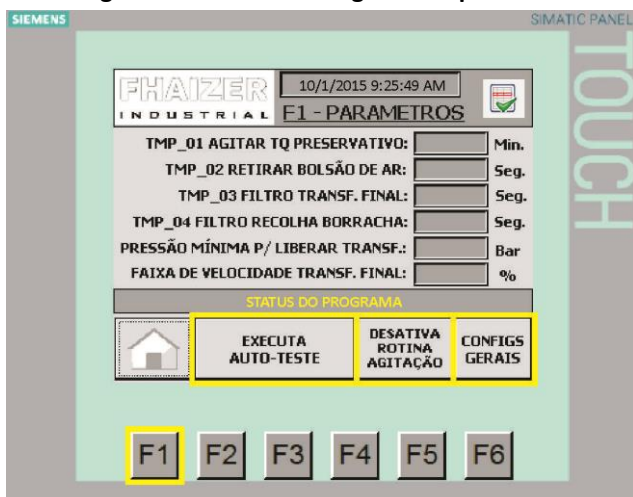 SIEMENS
SIMATIC PANEL
TOUCH
FHAIZER
INDUSTRIAL
10/1/2015 9:25:49 AM
F1 - PARAMETROS
TMP_01 AGITAR TQ PRESERVATIVO: Min.
TMP_02 RETIRAR BOLSÃO DE AR: Seg.
TMP_03 FILTRO TRANSF. FINAL: Seg.
TMP_04 FILTRO RECOLHA BORRACHA: Seg.
PRESSÃO MÍNIMA P/ LIBERAR TRANSF.: Bar
FAIXA DE VELOCIDADE TRANSF. FINAL: %
STATUS DO PROGRAMA
EXECUTA
AUTO-TESTE
DESATIVA
ROTINA
AGITAÇÃO
CONFIGS
GERAIS
F1 F2 F3 F4 F5 F6